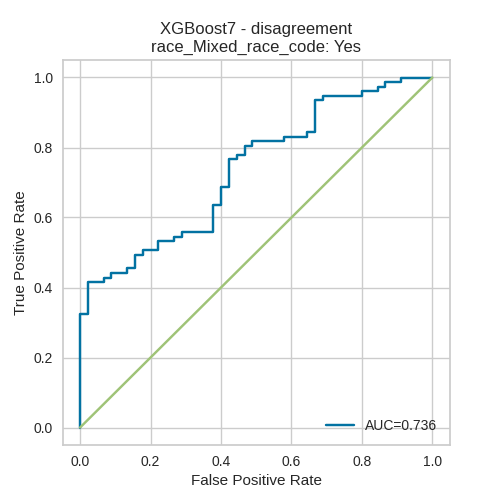 XGBoost7 - disagreement
race_Mixed_race_code: Yes
1.0
0.8
0.6
0.4
0.2
0.0
True Positive Rate
AUC=0.736
0.0 0.2 0.4 0.6 0.8 1.0
False Positive Rate